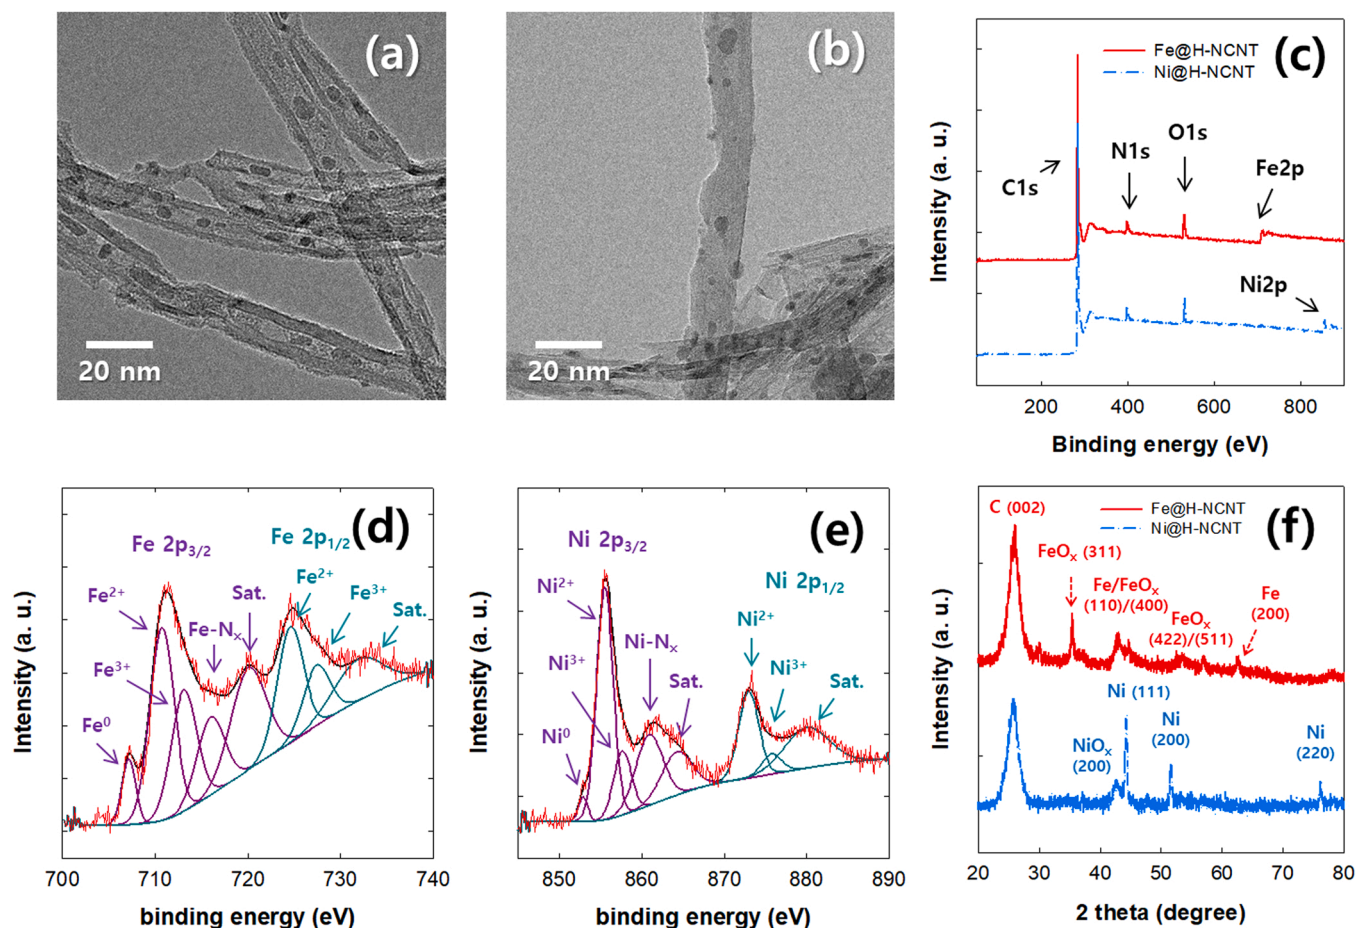 (a)
20 nm
(b)
20 nm
(c)
Fe@H-NCNT
Ni@H-NCNT
C1s
N1s
O1s
Fe2p
Ni2p
Intensity (a. u.)
200 400 600 800
Binding energy (eV)
(d)
Fe 2p3/2
Fe 2p1/2
Fe2+
Fe3+
Fe0
Fe-Nx
Sat.
Fe2+
Fe3+
Sat.
Intensity (a. u.)
700 710 720 730 740
binding energy (eV)
(e)
Ni 2p3/2
Ni 2p1/2
Ni2+
Ni3+
Ni0
Ni-Nx
Sat.
Ni2+
Ni3+
Sat.
Intensity (a. u.)
850 860 870 880 890
binding energy (eV)
(f)
Fe@H-NCNT
Ni@H-NCNT
C (002)
FeOx (311)
Fe/FeOx
(110)/(400)
FeOx
(422)/(511)
Fe
(200)
Ni (111)
NiOx
(200)
Ni
(200)
Ni
(220)
Intensity (a. u.)
20 30 40 50 60 70 80
2 theta (degree)